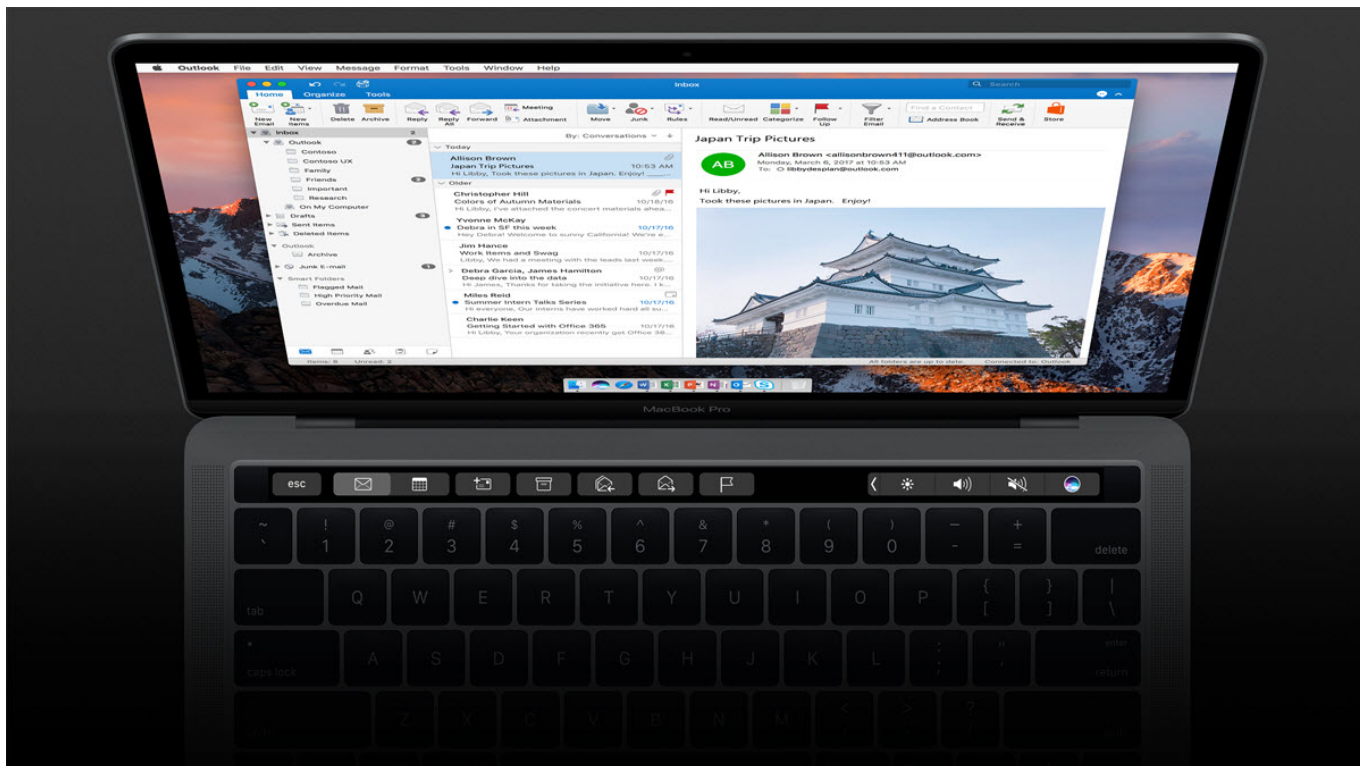 Outlook File Edit View Message Format Tools Window Help
Inbox
Search
Home Organize Tools
New Email
New Items
Delete
Archive
Reply
Reply All
Forward
Meeting
Attachment
Move
Junk
Rules
Read/Unread
Categorize
Follow Up
Filter Email
Find a Contact
Address Book
Send & Receive
Store
Inbox 2
Outlook 2
Contoso
Contoso UX
Family
Friends
Important
Research
On My Computer
Drafts
Sent Items
Deleted Items
Outlook
Archive
Junk E-mail 1
Smart Folders
Flagged Mail
High Priority Mail
Overdue Mail
Items: 8 Unread: 2
By: Conversations
Today
Allison Brown
Japan Trip Pictures 10:53 AM
Hi Libby, Took these pictures in Japan. Enjoy!
Older
Christopher Hill
Colors of Autumn Materials 10/18/16
Hi Libby, I've attached the concert materials ahea...
Yvonne McKay
Debra in SF this week 10/17/16
Hey Debra! Welcome to sunny California! We're e...
Jim Hance
Work Items and Swag 10/17/16
Libby, We had a meeting with the leads last week....
Debra Garcia, James Hamilton
Deep dive into the data 10/17/16
Hi James, Thanks for taking the initiative here. I k...
Miles Reid
Summer Intern Talks Series 10/17/16
Hi everyone, Our interns have worked hard all su...
Charlie Keen
Getting Started with Office 365 10/17/16
Hi Libby, Your organization recently get Office 36...
Japan Trip Pictures
AB
Allison Brown <allisonbrown411@outlook.com>
Monday, March 6, 2017 at 10:53 AM
To: libbydesplan@outlook.com
Hi Libby,
Took these pictures in Japan. Enjoy!
All folders are up to date. Connected to: Outlook
MacBook Pro
esc
~ ! @ # $ % ^ & * ( ) — +
` 1 2 3 4 5 6 7 8 9 0 - = delete
tab Q W E R T Y U I O P { [ } ] | \
caps lock A S D F G H J K L : ; " ' enter return
Z X C V B N M < > ?